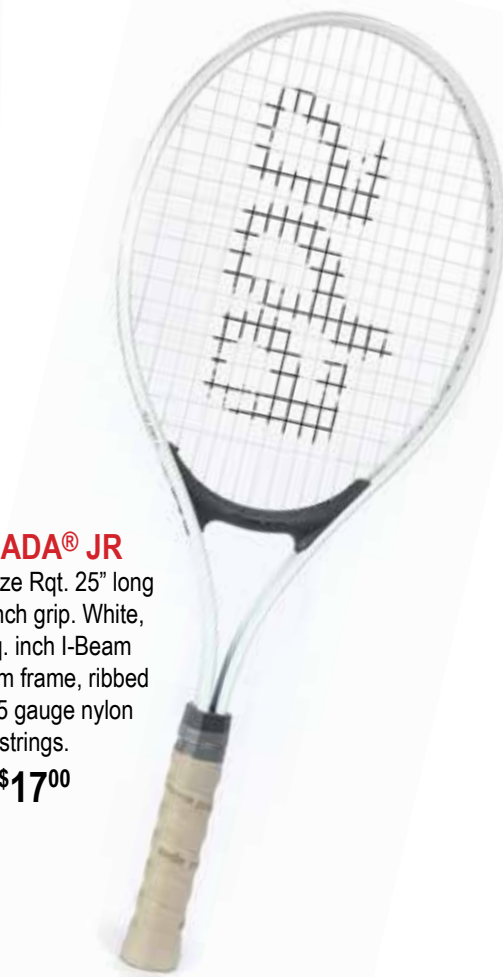 ADA® JR
ze Rqt. 25” long
nch grip. White,
. inch I-Beam
m frame, ribbed
5 gauge nylon
strings.
$17⁰⁰